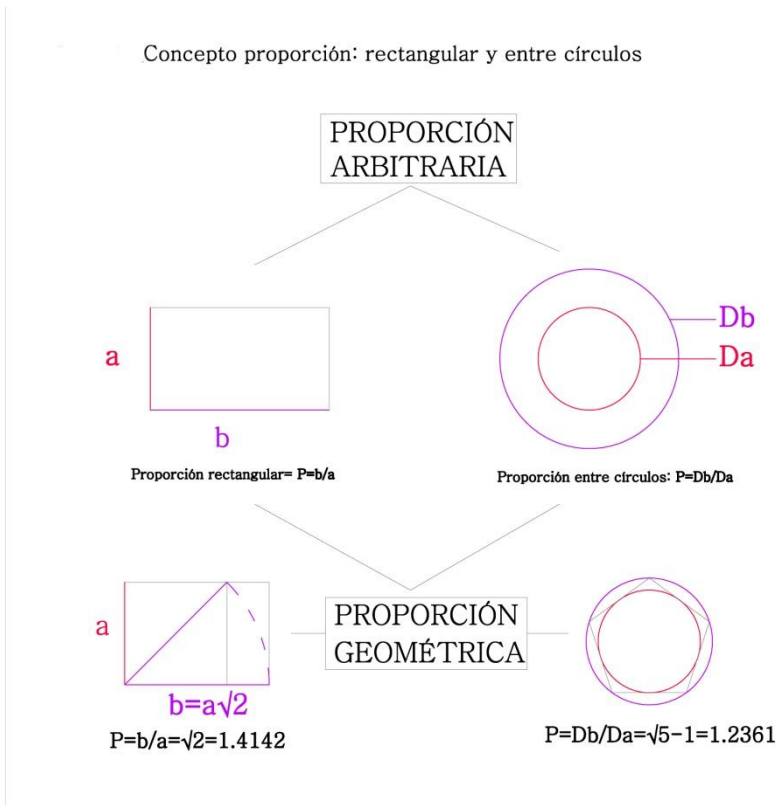 Concepto proporción: rectangular y entre círculos
PROPORCIÓN
ARBITRARIA
a
b
Db
Da
Proporción rectangular= P=b/a
Proporción entre círculos: P=Db/Da
a
b=a√2
P=b/a=√2=1.4142
PROPORCIÓN
GEOMÉTRICA
P=Db/Da=√5-1=1.2361